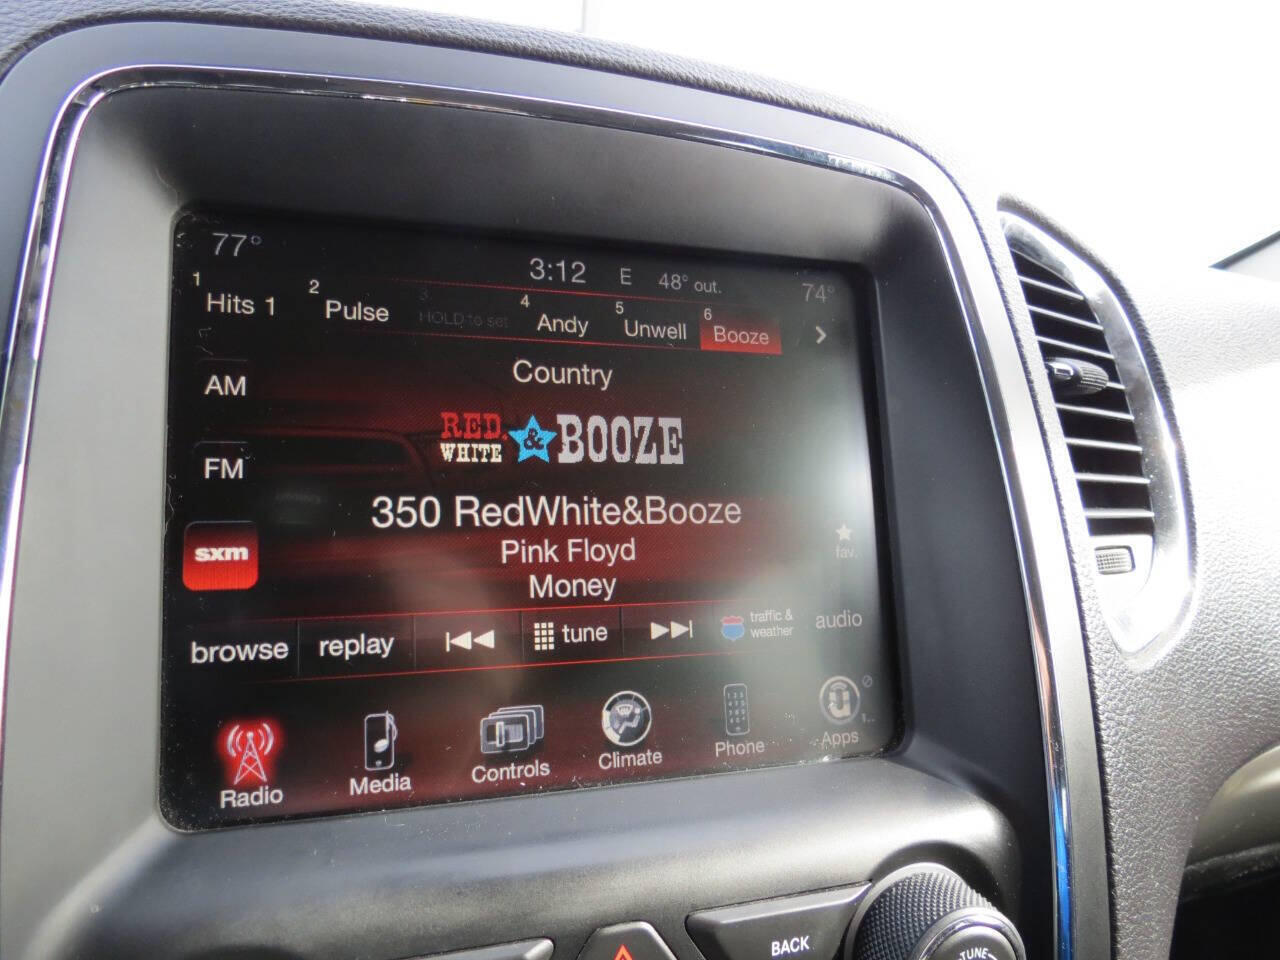 77°
3:12 E 48° out.
74°
1 Hits 1
2 Pulse
3 HOLD to set
4 Andy
5 Unwell
6 Booze
AM
Country
RED. WHITE & BOOZE
FM
350 RedWhite&Booze
sxm
Pink Floyd
Money
fav.
browse replay tune traffic & weather audio
Radio Media Controls Climate Phone Apps
BACK
TUNE